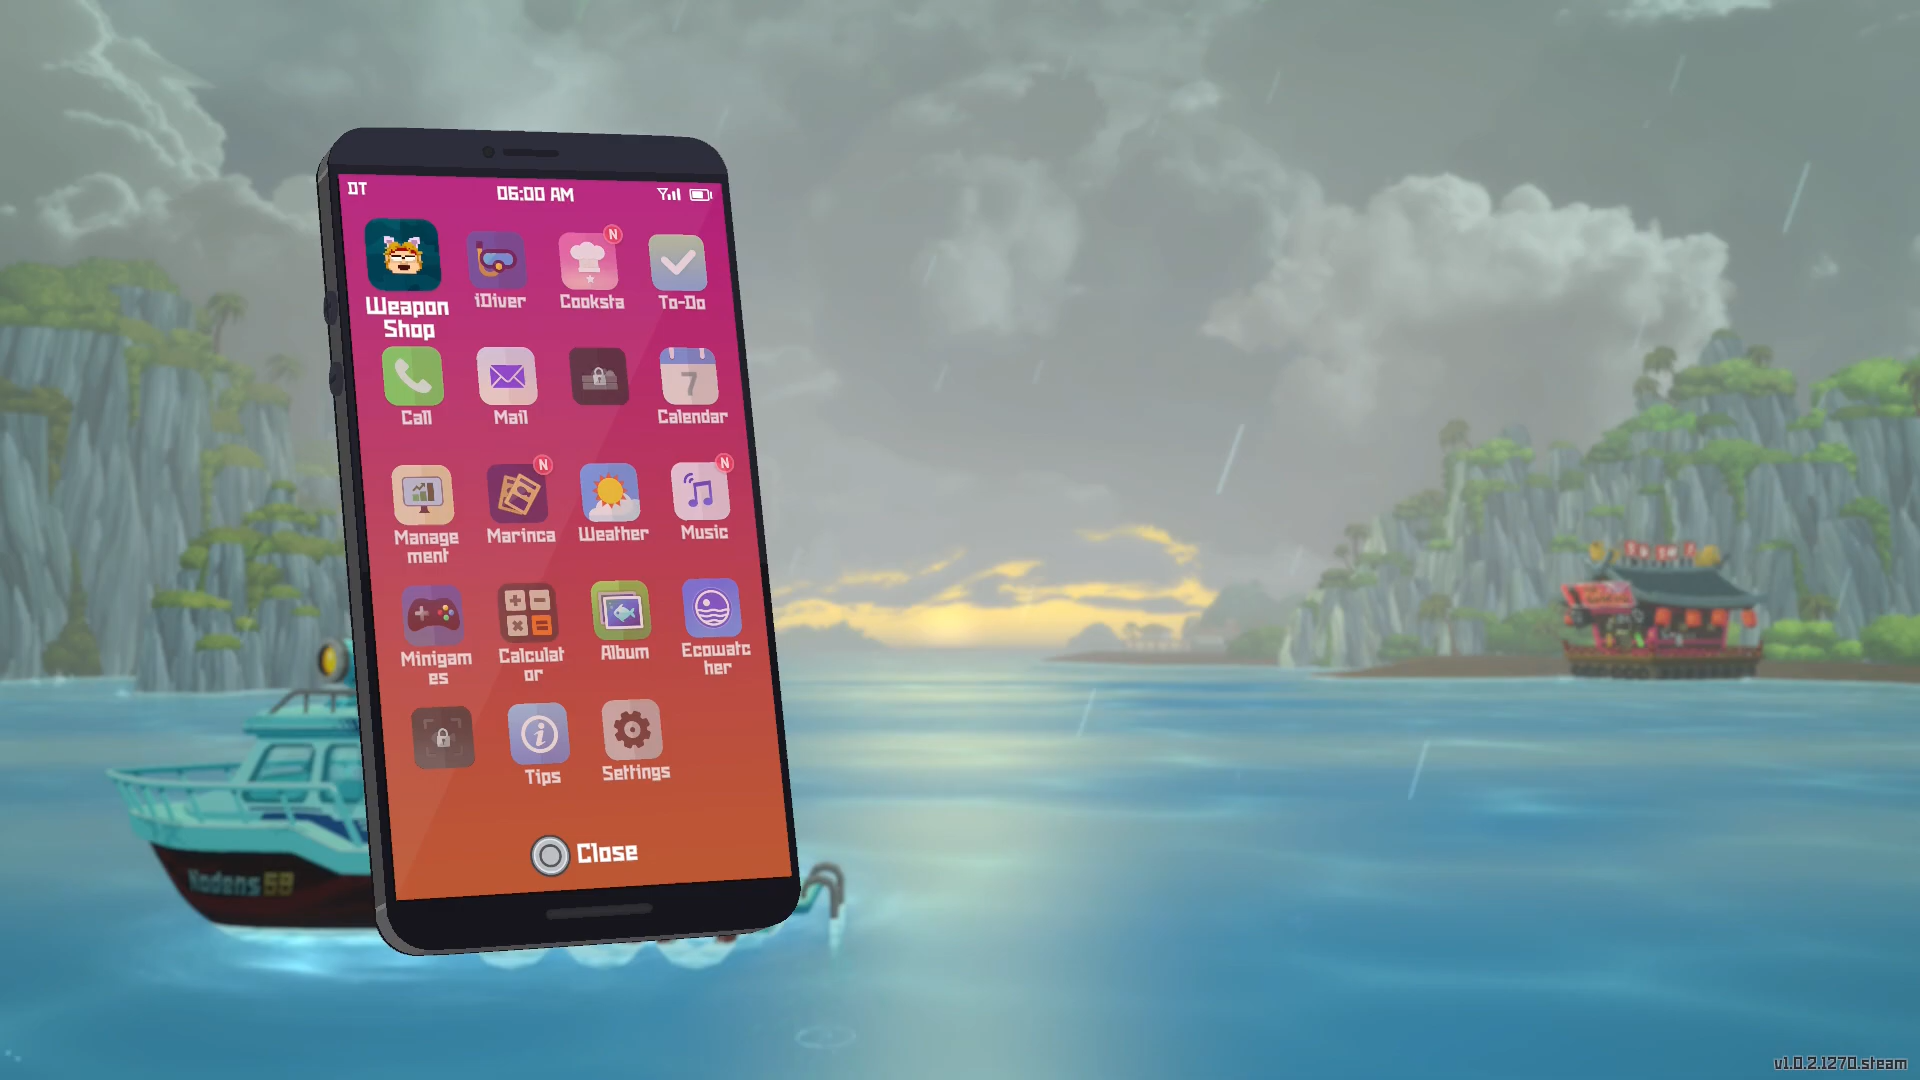 DT
06:00 AM
N
Weapon
Shop
iDiver
Cooksta
To-Do
7
Call
Mail
Calendar
N
N
Manage
ment
Marinca
Weather
Music
Minigam
es
Calculat
or
Album
Ecowatc
her
Tips
Settings
Close
Nodens68
v1.0.2.1270.steam